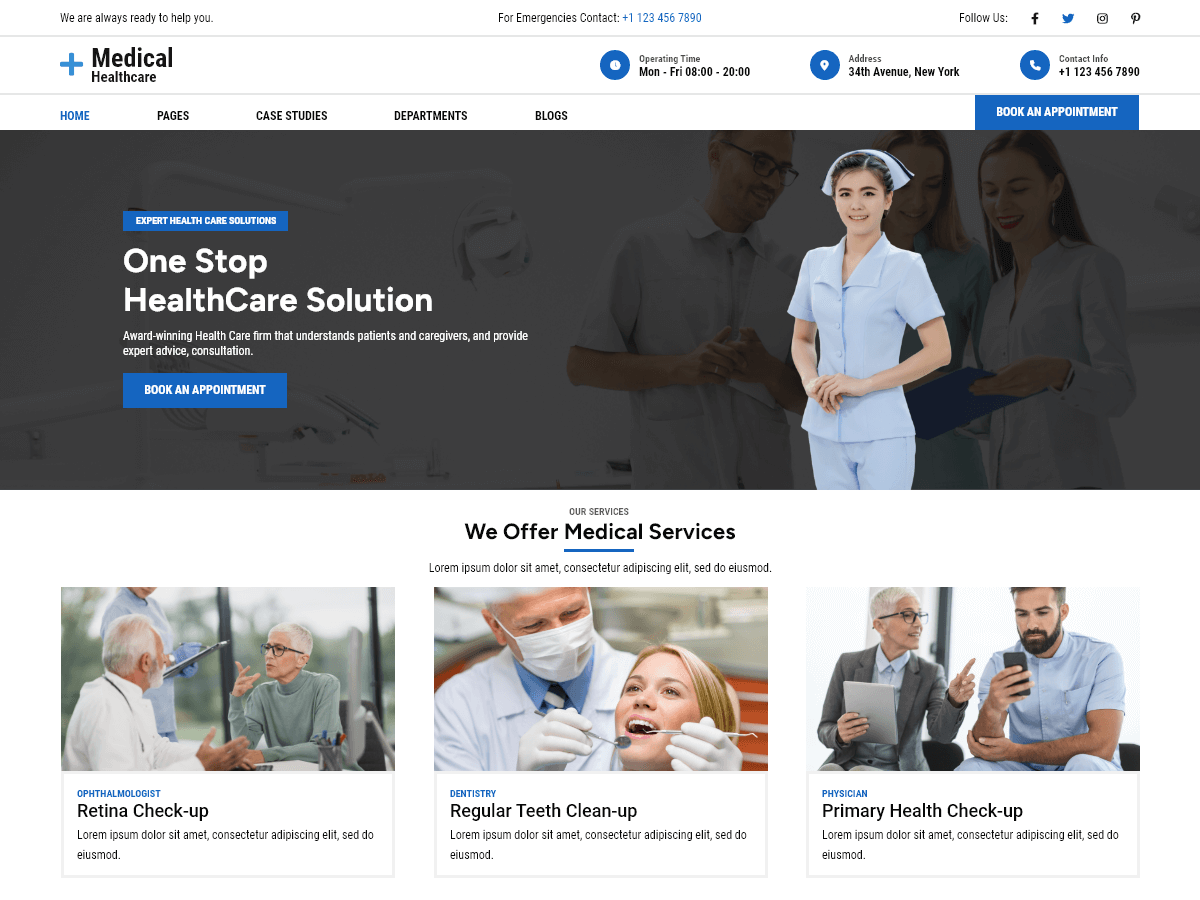 We are always ready to help you.
For Emergencies Contact: +1 123 456 7890
Follow Us:
Medical
Healthcare
Operating Time
Mon - Fri 08:00 - 20:00
Address
34th Avenue, New York
Contact Info
+1 123 456 7890
HOME
PAGES
CASE STUDIES
DEPARTMENTS
BLOGS
BOOK AN APPOINTMENT
EXPERT HEALTH CARE SOLUTIONS
One Stop
HealthCare Solution
Award-winning Health Care firm that understands patients and caregivers, and provide
expert advice, consultation.
BOOK AN APPOINTMENT
OUR SERVICES
We Offer Medical Services
Lorem ipsum dolor sit amet, consectetur adipiscing elit, sed do eiusmod.
OPHTHALMOLOGIST
Retina Check-up
Lorem ipsum dolor sit amet, consectetur adipiscing elit, sed do
eiusmod.
DENTISTRY
Regular Teeth Clean-up
Lorem ipsum dolor sit amet, consectetur adipiscing elit, sed do
eiusmod.
PHYSICIAN
Primary Health Check-up
Lorem ipsum dolor sit amet, consectetur adipiscing elit, sed do
eiusmod.